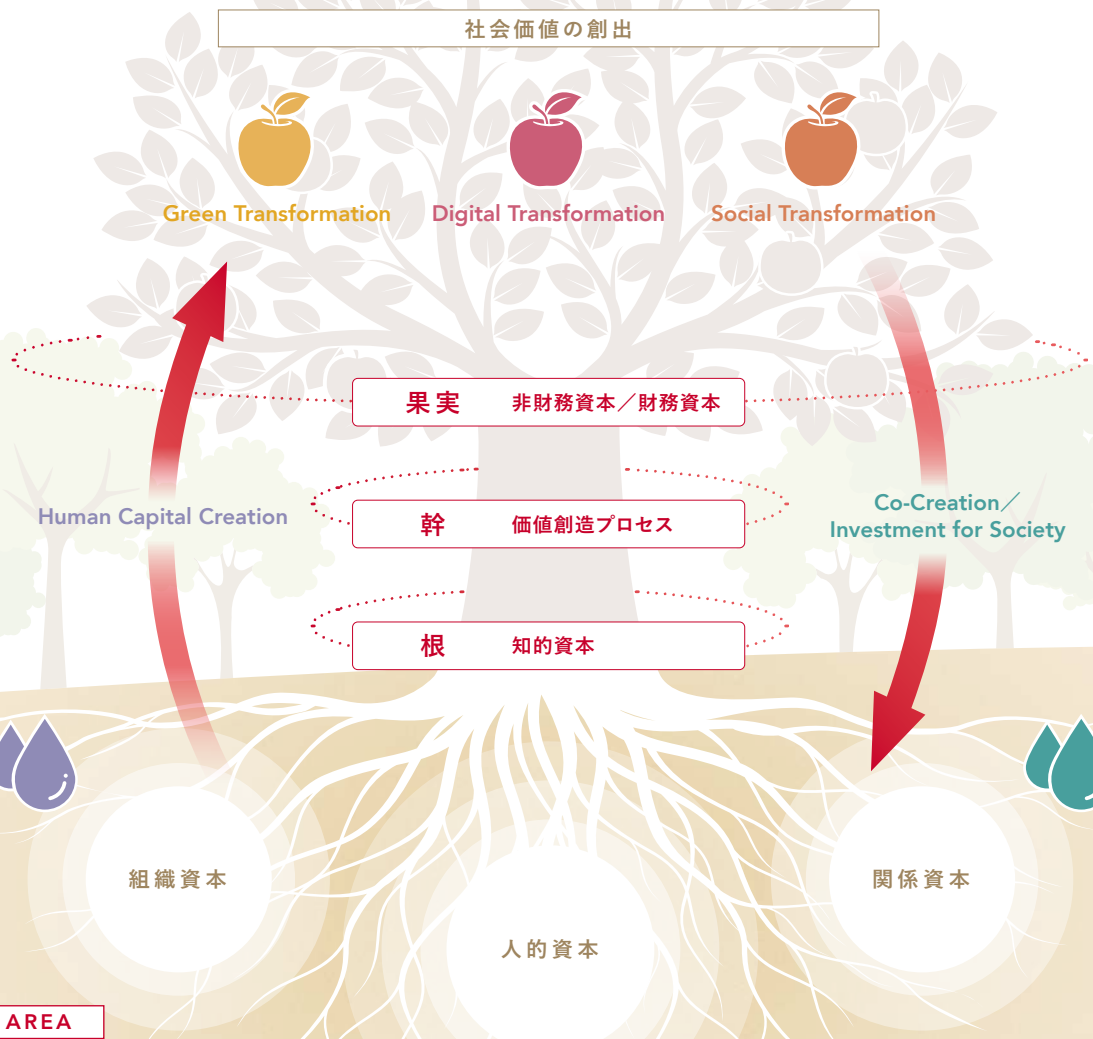 社会価値の創出
Green Transformation
Digital Transformation
Social Transformation
果実 非財務資本／財務資本
Human Capital Creation
幹 価値創造プロセス
Co-Creation／
Investment for Society
根 知的資本
組織資本
関係資本
人的資本
AREA